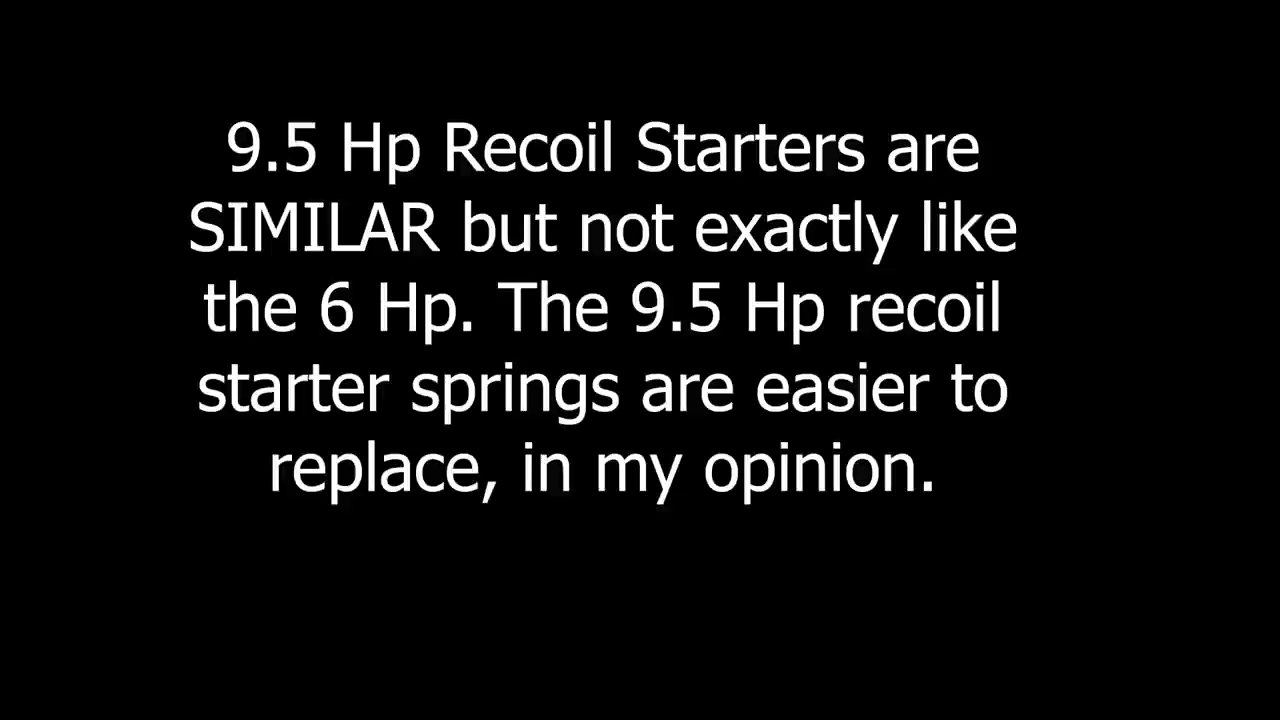 9.5 Hp Recoil Starters are
SIMILAR but not exactly like
the 6 Hp. The 9.5 Hp recoil
starter springs are easier to
replace, in my opinion.